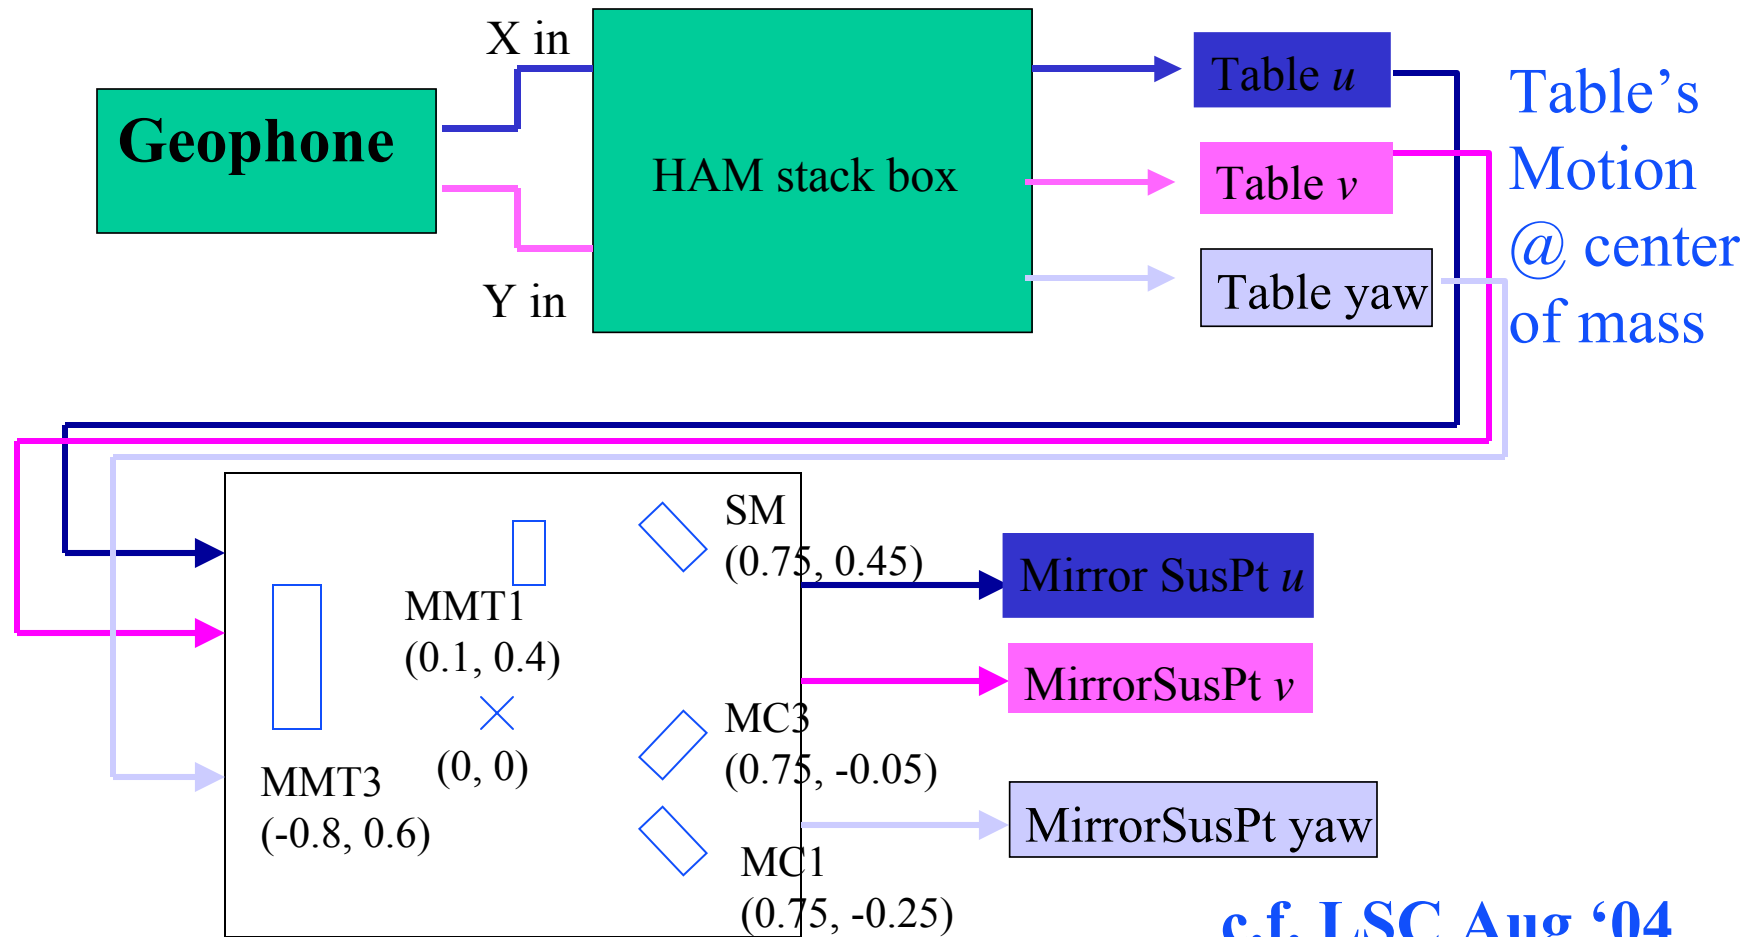 X in
Geophone
Y in
HAM stack box
Table u
Table v
Table yaw
Table’s
Motion
@ center
of mass
SM
(0.75, 0.45)
MMT1
(0.1, 0.4)
(0, 0)
MMT3
(-0.8, 0.6)
MC3
(0.75, -0.05)
MC1
(0.75, -0.25)
Mirror SusPt u
MirrorSusPt v
MirrorSusPt yaw
c.f. LSC Aug ‘04